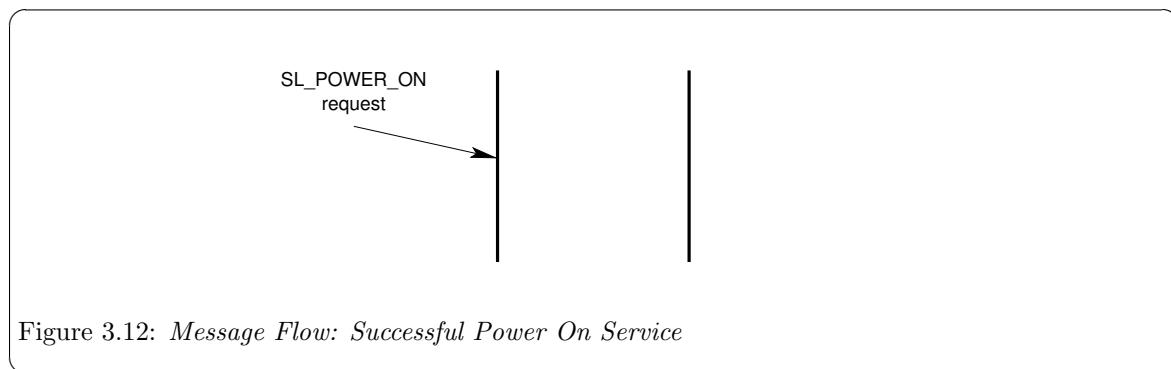 SL_POWER_ON
request
Figure 3.12: Message Flow: Successful Power On Service